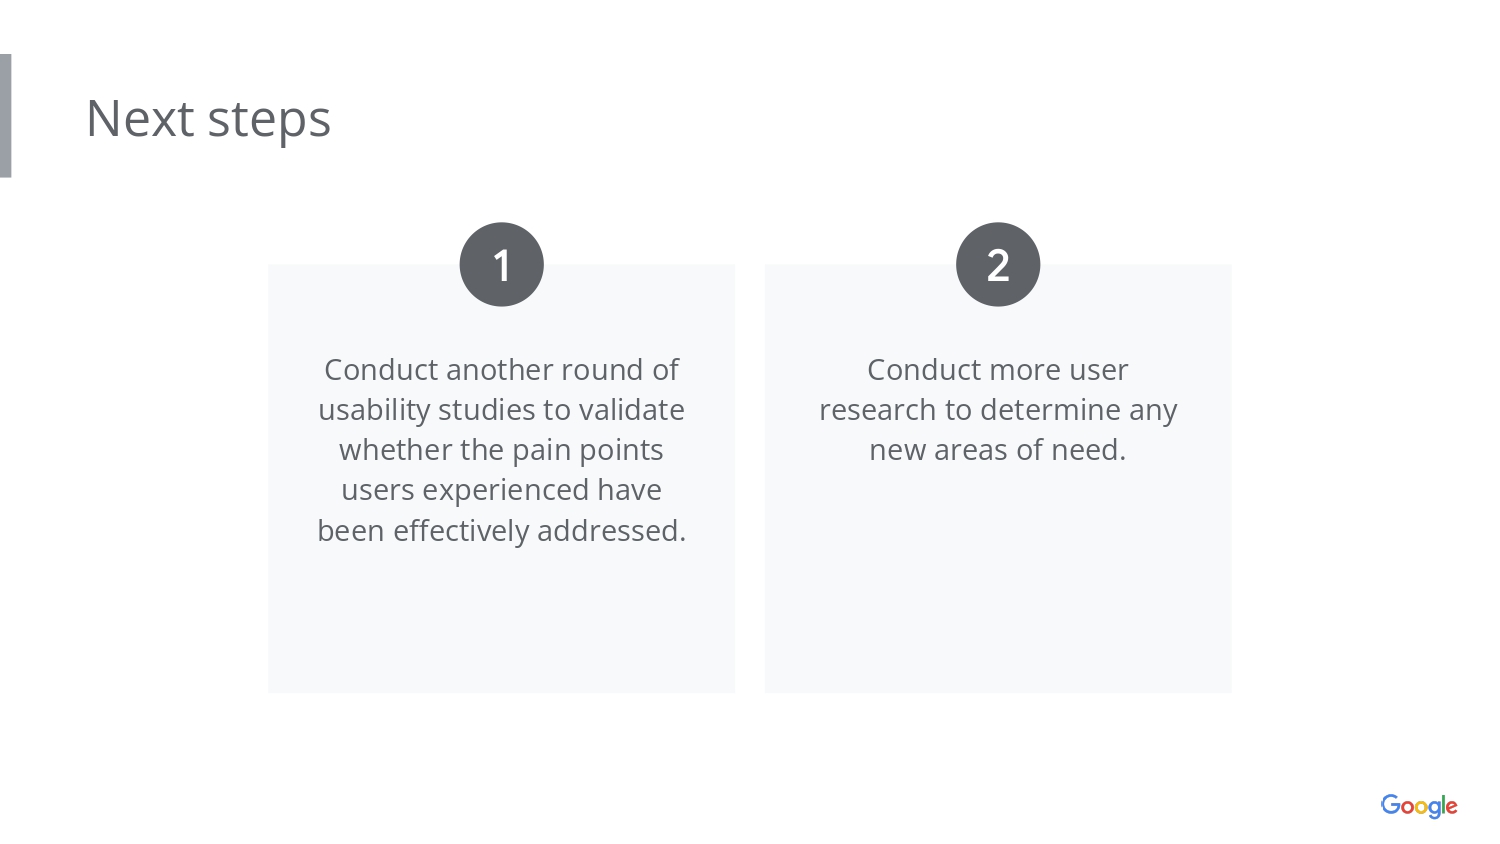 Next steps
1
Conduct another round of
usability studies to validate
whether the pain points
users experienced have
been effectively addressed.
2
Conduct more user
research to determine any
new areas of need.
Google